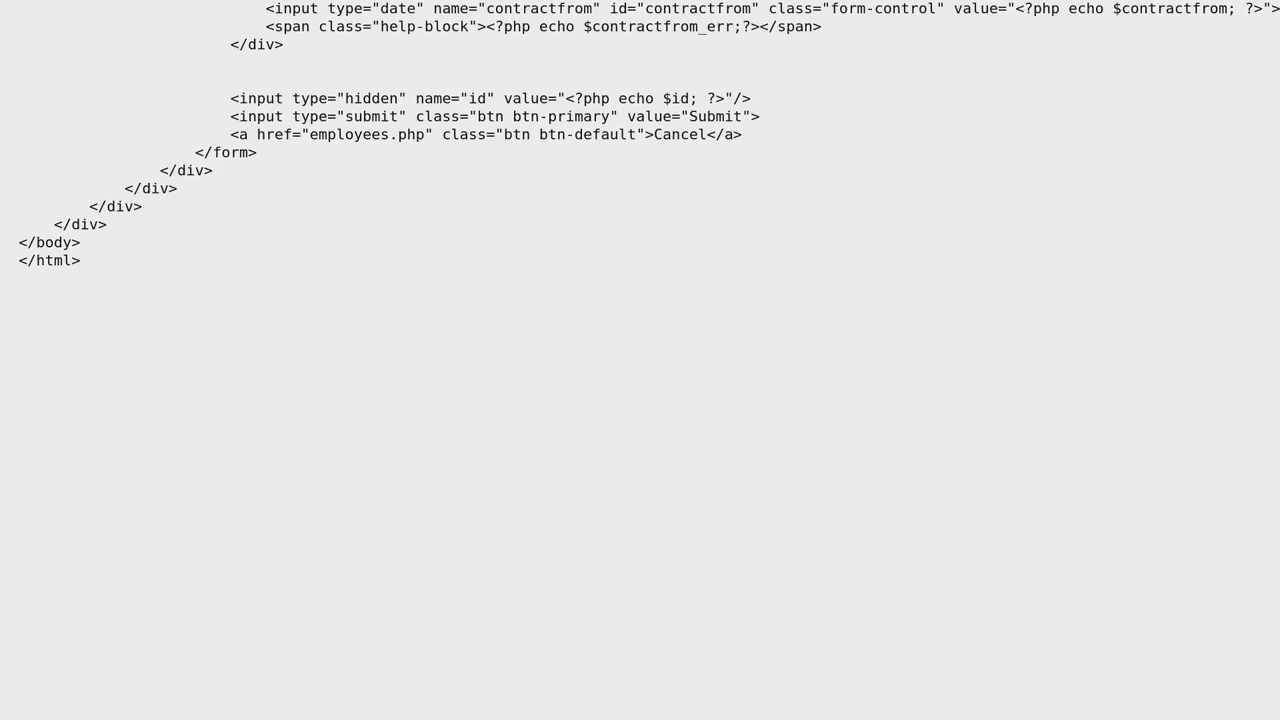 <input type="date" name="contractfrom" id="contractfrom" class="form-control" value="<?php echo $contractfrom; ?>">
<span class="help-block"><?php echo $contractfrom_err;?></span>
</div>
<input type="hidden" name="id" value="<?php echo $id; ?>"/>
<input type="submit" class="btn btn-primary" value="Submit">
<a href="employees.php" class="btn btn-default">Cancel</a>
</form>
</div>
</div>
</div>
</div>
</body>
</html>